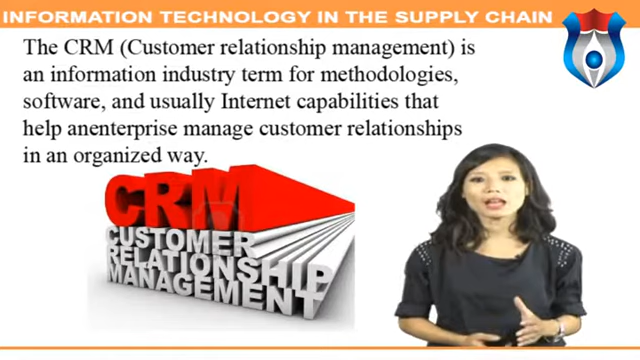 INFORMATION TECHNOLOGY IN THE SUPPLY CHAIN
The CRM (Customer relationship management) is
an information industry term for methodologies,
software, and usually Internet capabilities that
help anenterprise manage customer relationships
in an organized way.
CRM
CUSTOMER
RELATIONSHIP
MANAGEMENT